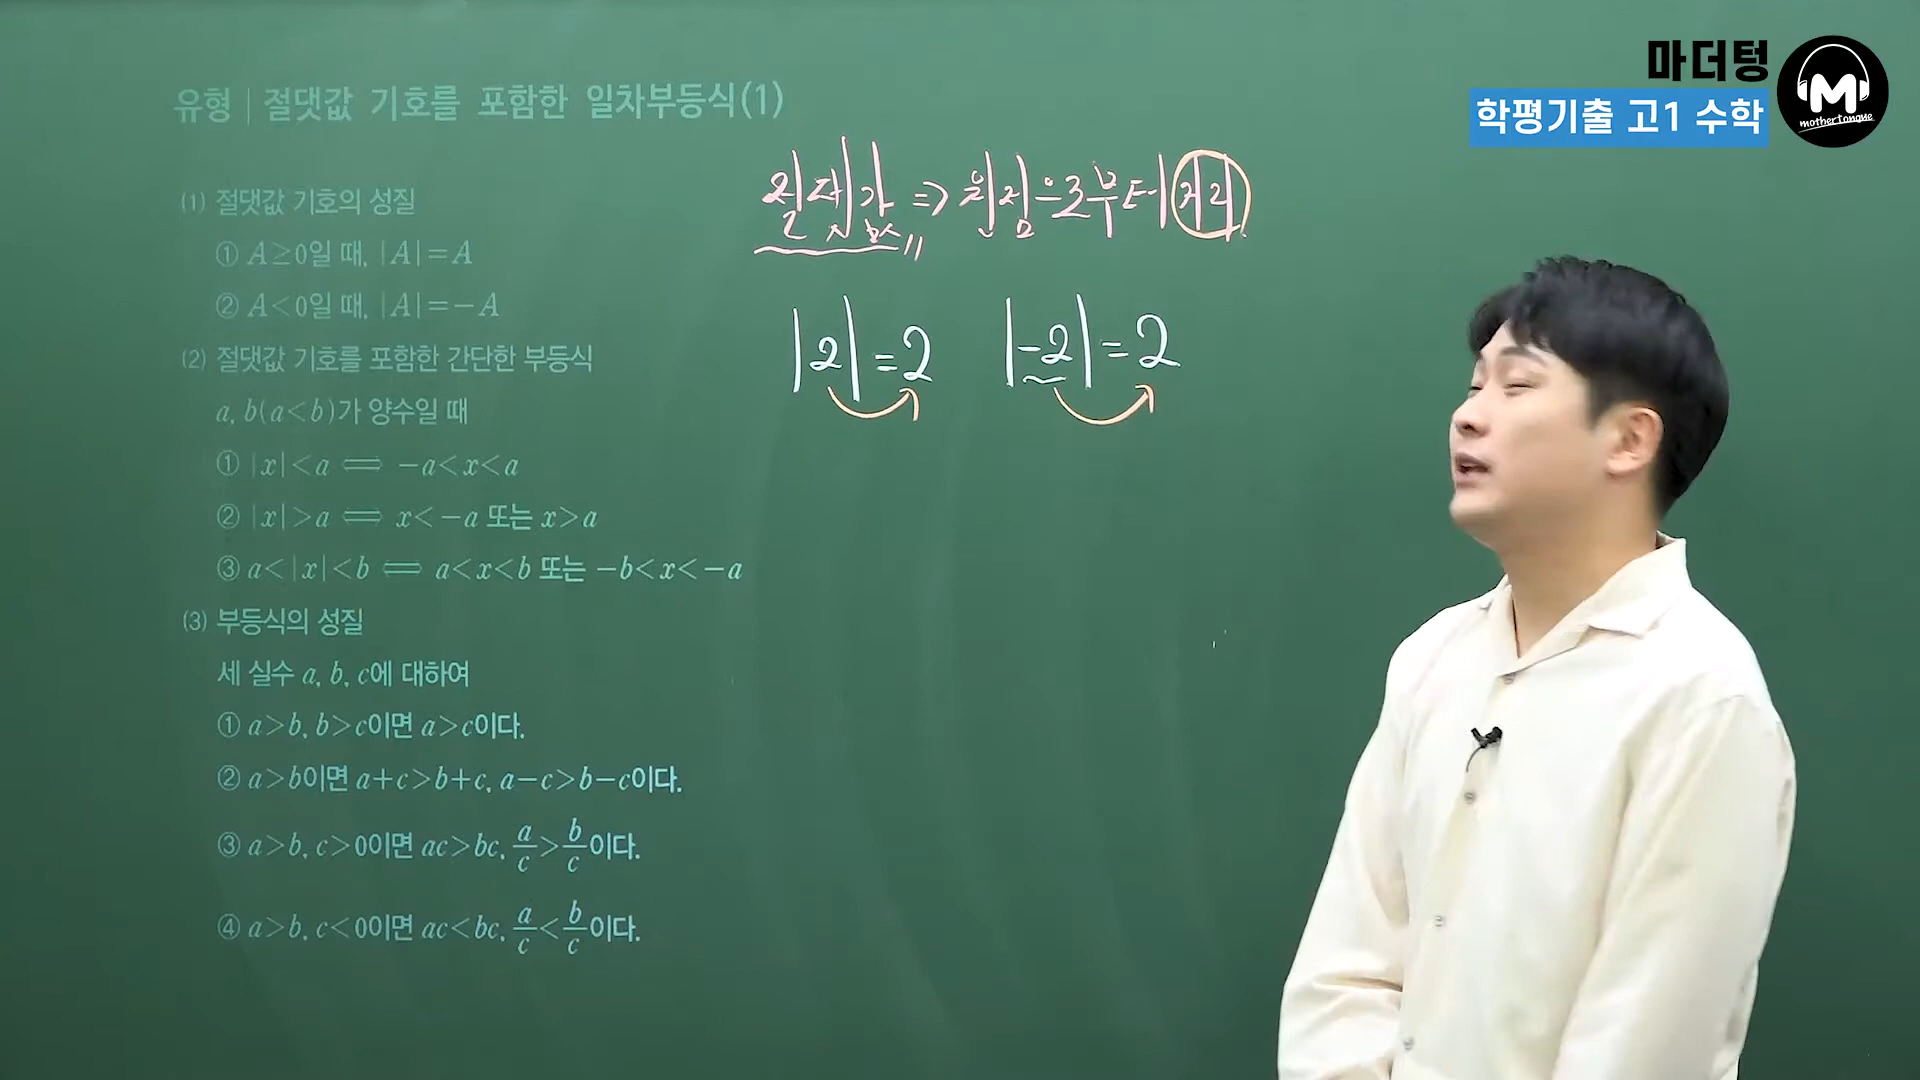 마더텅
학평기출 고1 수학
M
mothertongue
유형 | 절댓값 기호를 포함한 일차부등식(1)
(1) 절댓값 기호의 성질
① A≥0일 때, |A|=A
② A<0일 때, |A|=-A
(2) 절댓값 기호를 포함한 간단한 부등식
a, b(a<b)가 양수일 때
① |x|<a ⟺ -a<x<a
② |x|>a ⟺ x<-a 또는 x>a
③ a<|x|<b ⟺ a<x<b 또는 -b<x<-a
(3) 부등식의 성질
세 실수 a, b, c에 대하여
① a>b, b>c이면 a>c이다.
② a>b이면 a+c>b+c, a-c>b-c이다.
③ a>b, c>0이면 ac>bc, a/c>b/c이다.
④ a>b, c<0이면 ac<bc, a/c<b/c이다.
절댓값 ⇒ 원점으로부터 거리
|2|=2 |-2|=2